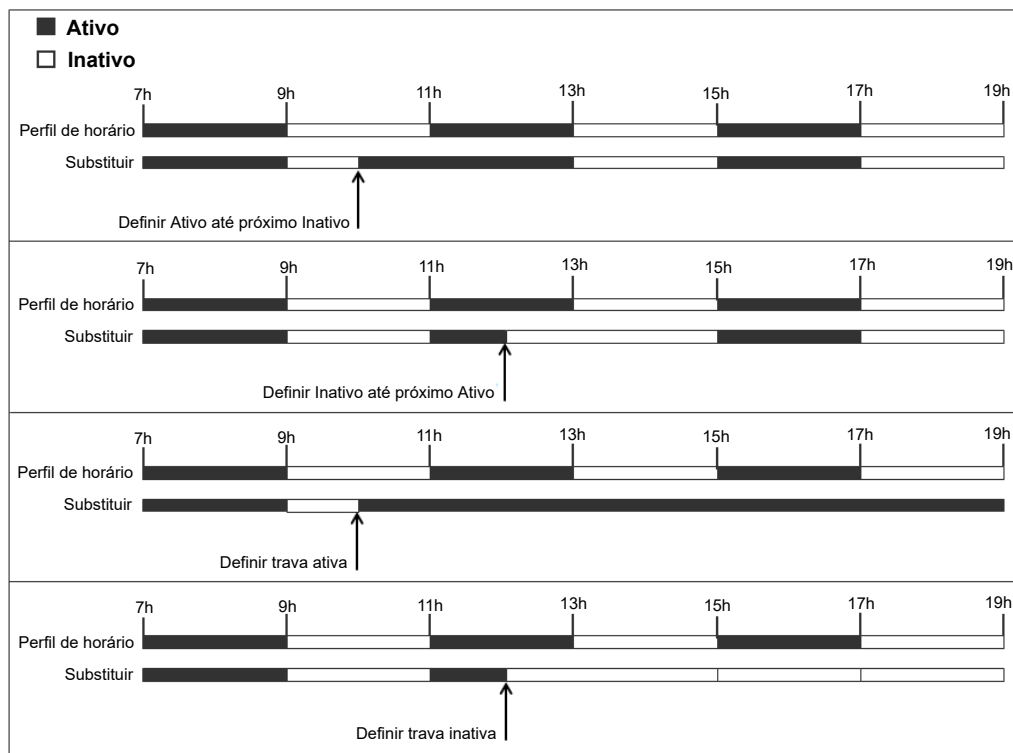 Ativo
Inativo
7h 9h 11h 13h 15h 17h 19h
Perfil de horário
Substituir
Definir Ativo até próximo Inativo
7h 9h 11h 13h 15h 17h 19h
Perfil de horário
Substituir
Definir Inativo até próximo Ativo
7h 9h 11h 13h 15h 17h 19h
Perfil de horário
Substituir
Definir trava ativa
7h 9h 11h 13h 15h 17h 19h
Perfil de horário
Substituir
Definir trava inativa